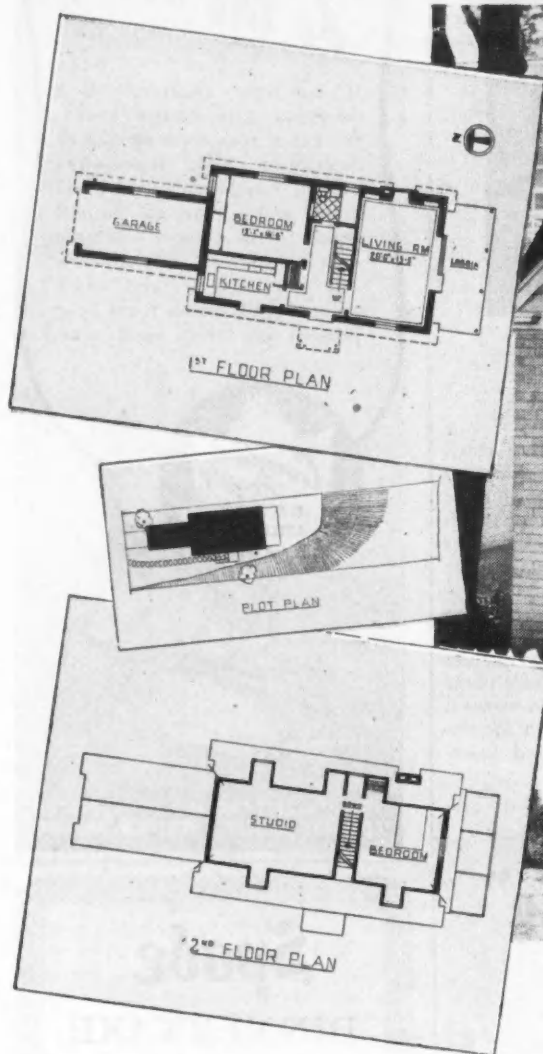 N
GARAGE
BEDROOM
LIVING RM
LOGGIA
KITCHEN
1ST FLOOR PLAN
PLOT PLAN
STUDIO
BEDROOM
2ND FLOOR PLAN